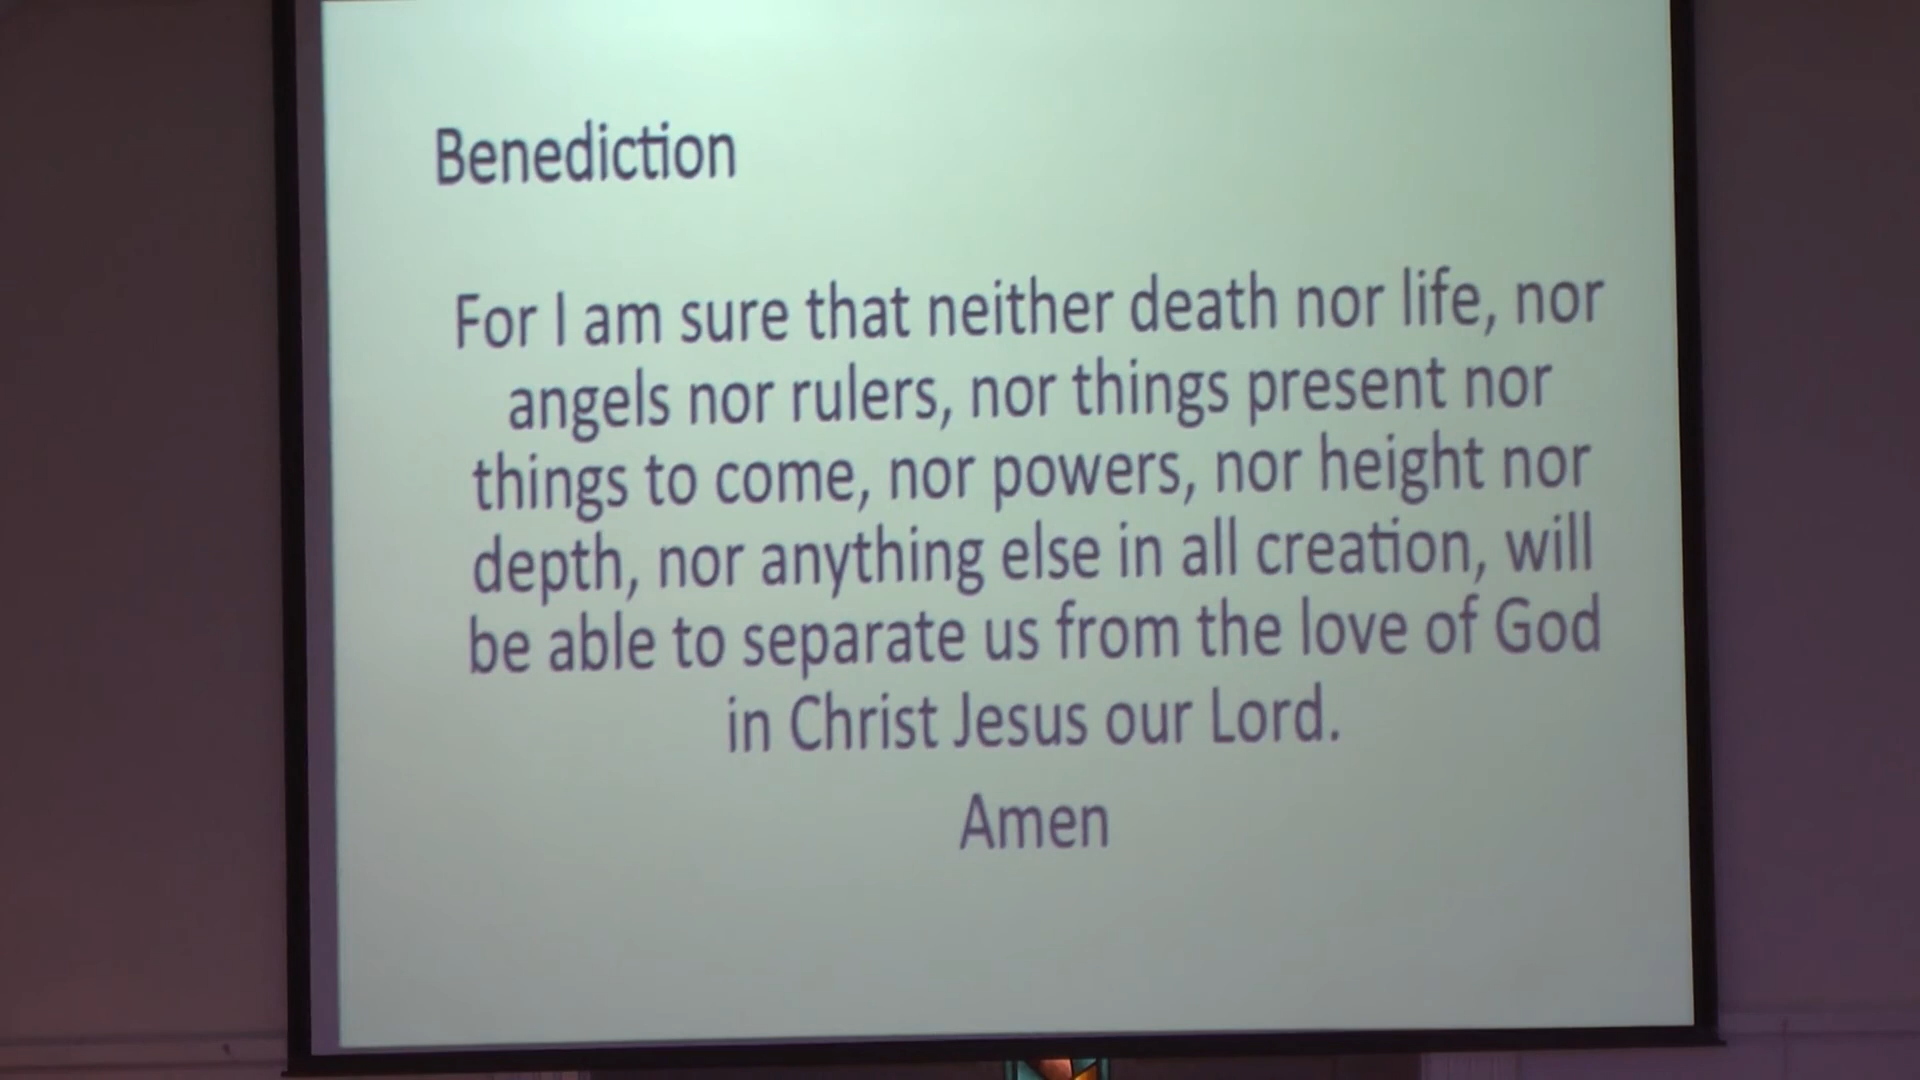 Benediction
For I am sure that neither death nor life, nor
angels nor rulers, nor things present nor
things to come, nor powers, nor height nor
depth, nor anything else in all creation, will
be able to separate us from the love of God
in Christ Jesus our Lord.
Amen